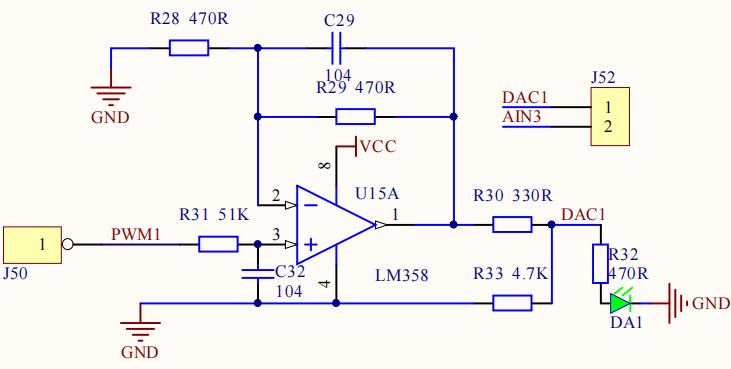 R28 470R
C29
104
R29 470R
GND
J52
DAC1
1
AIN3
2
VCC
8
U15A
2
1
R30 330R
DAC1
R31 51K
3
1
PWM1
J50
C32
104
4
LM358
R33 4.7K
R32
470R
GND
DA1
GND